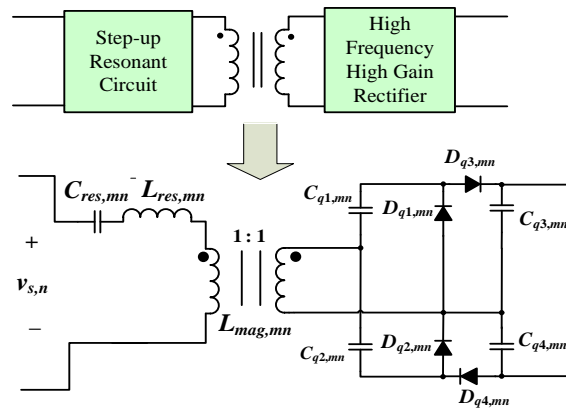 Step-up
Resonant
Circuit
High
Frequency
High Gain
Rectifier
C_res,mn
L_res,mn
+
v_s,n
−
1 : 1
L_mag,mn
C_q1,mn
C_q2,mn
D_q1,mn
D_q2,mn
D_q3,mn
D_q4,mn
C_q3,mn
C_q4,mn